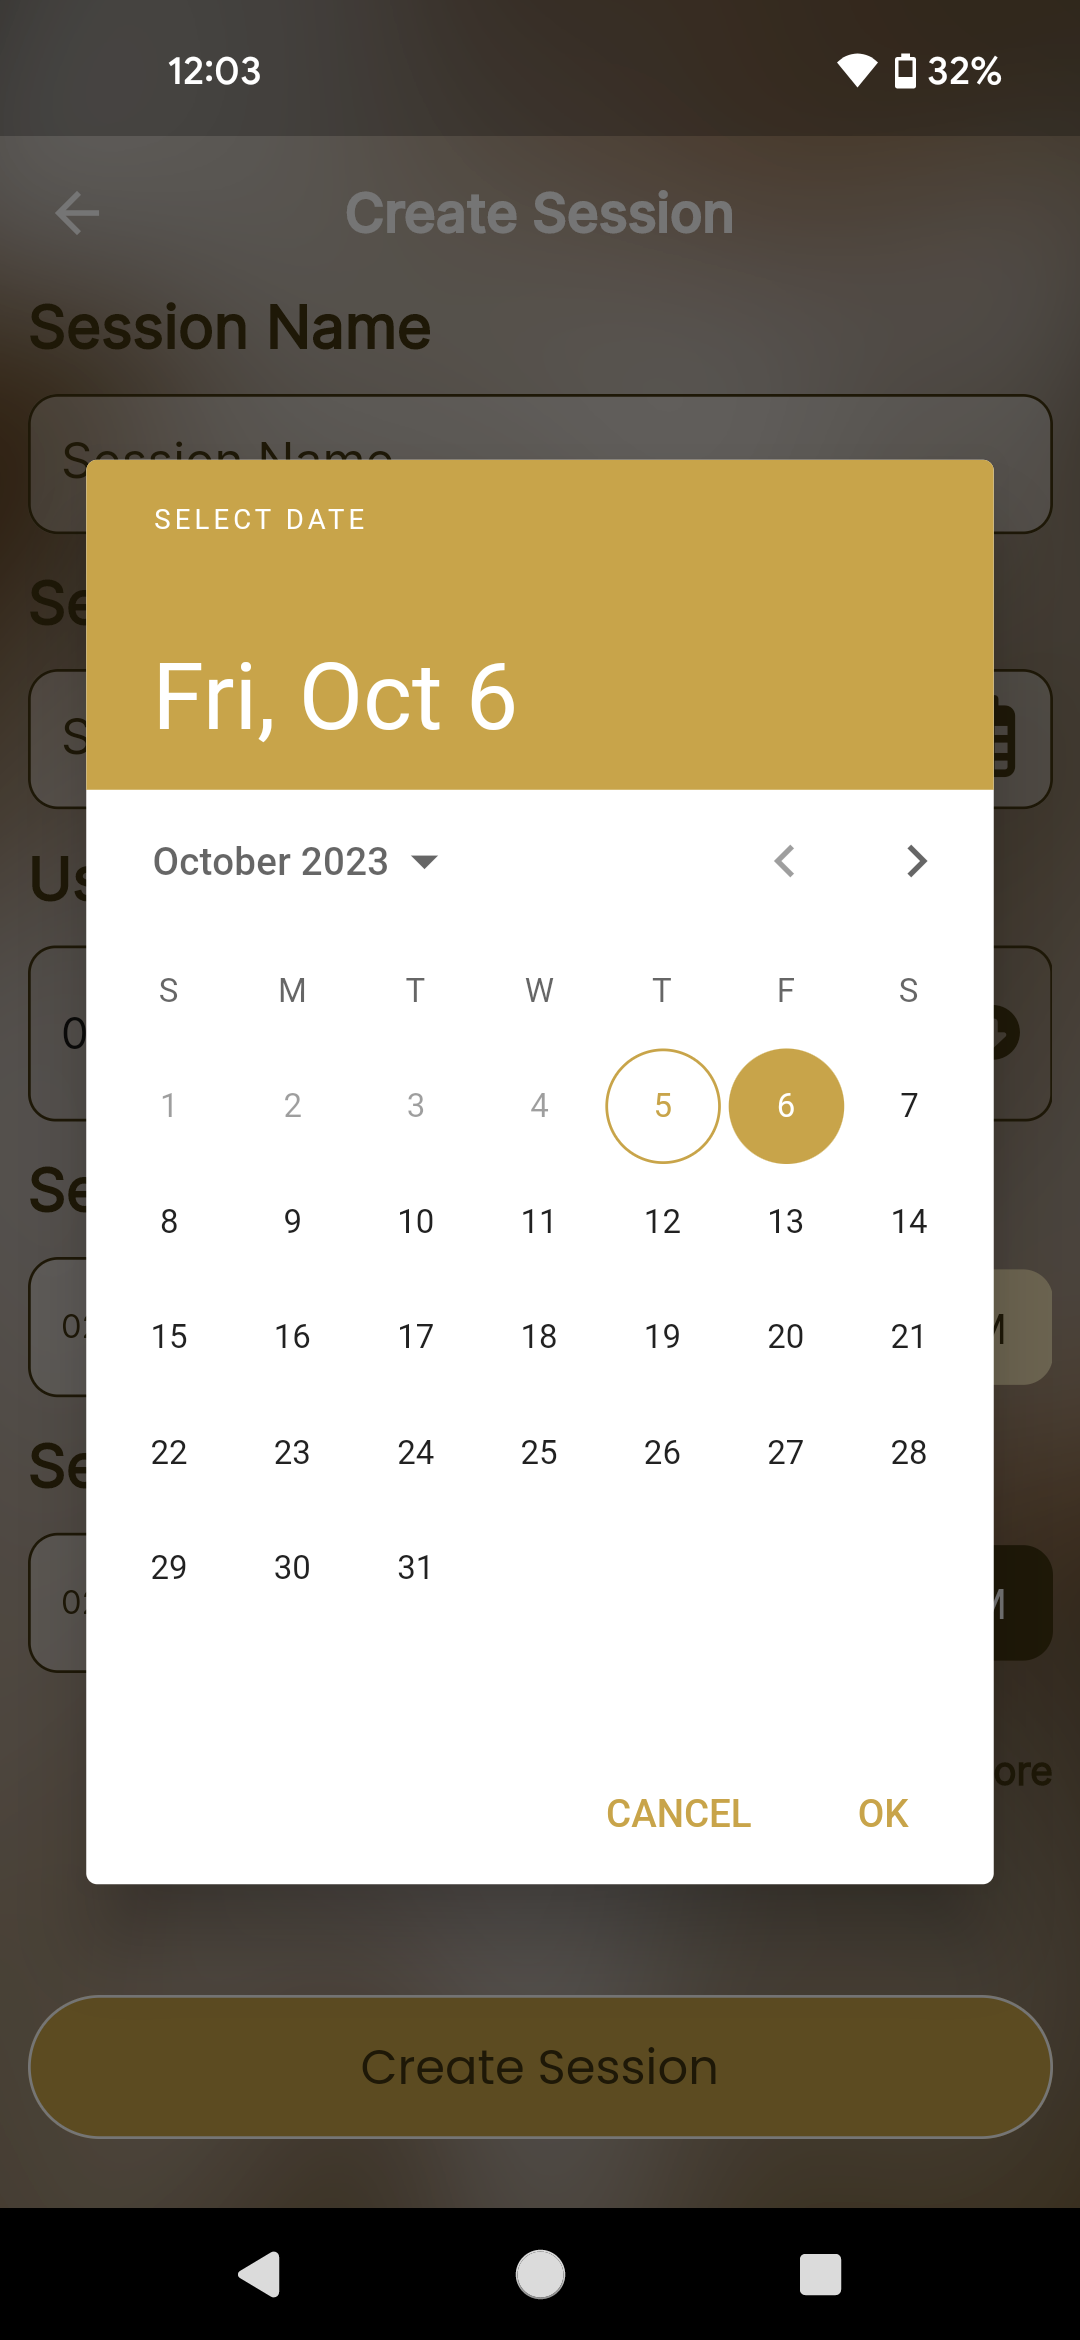 12:03 32%
Create Session
Session Name
Session Name
SELECT DATE
Fri, Oct 6
October 2023
S M T W T F S
1 2 3 4 5 6 7
8 9 10 11 12 13 14
15 16 17 18 19 20 21
22 23 24 25 26 27 28
29 30 31
CANCEL OK
Create Session